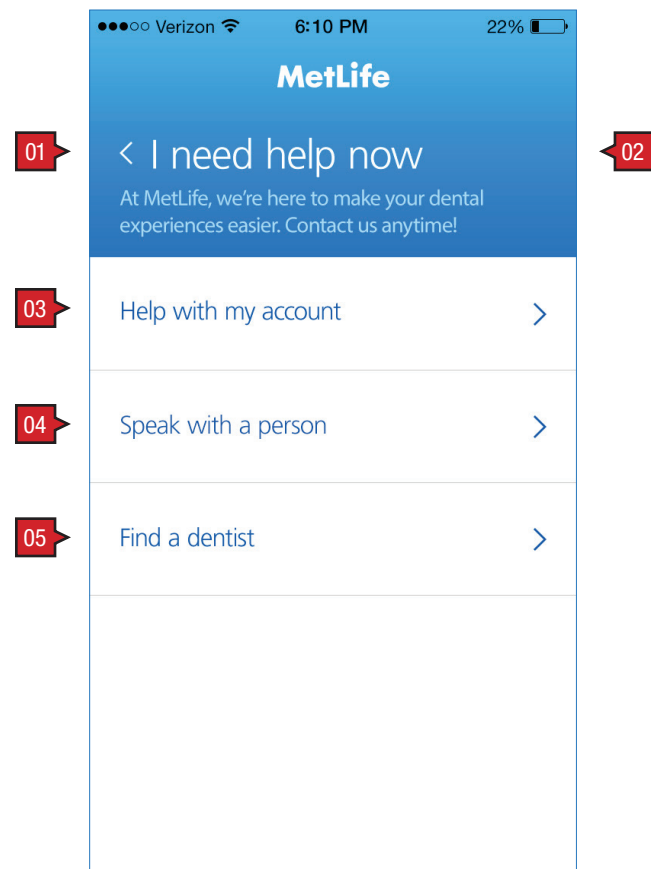 ●●●○○ Verizon 6:10 PM 22%
MetLife
01 < I need help now 02
At MetLife, we're here to make your dental
experiences easier. Contact us anytime!
03 Help with my account >
04 Speak with a person >
05 Find a dentist >